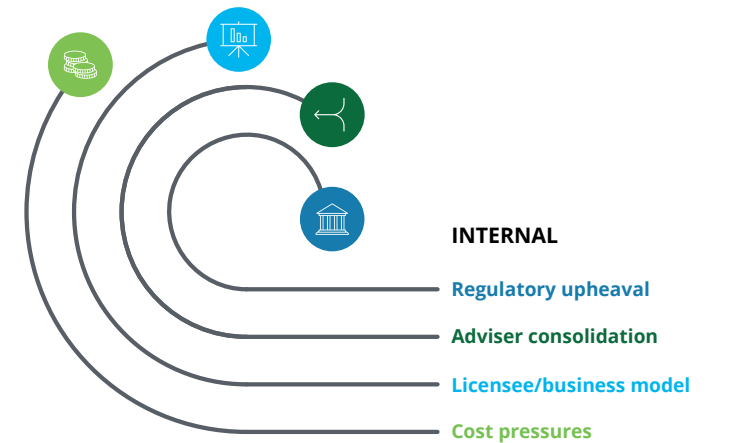 INTERNAL
Regulatory upheaval
Adviser consolidation
Licensee/business model
Cost pressures